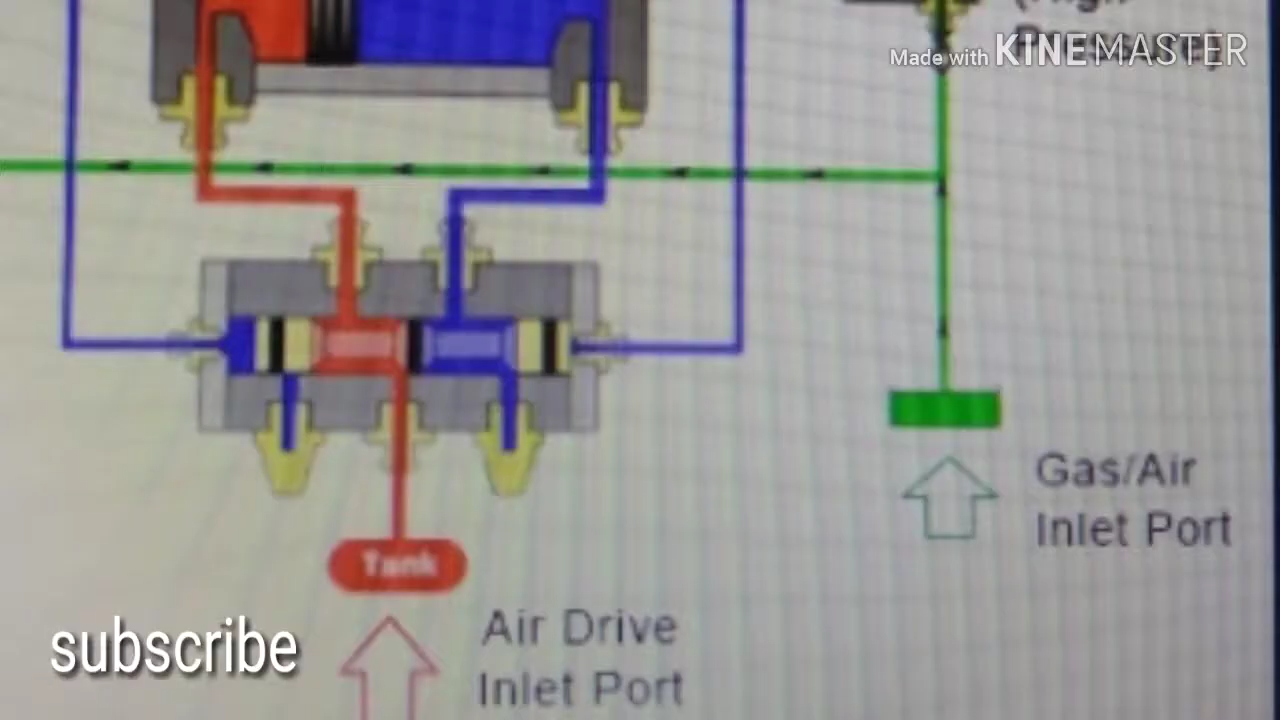 Made with KINEMASTER
Tank
Gas/Air
Inlet Port
subscribe
Air Drive
Inlet Port